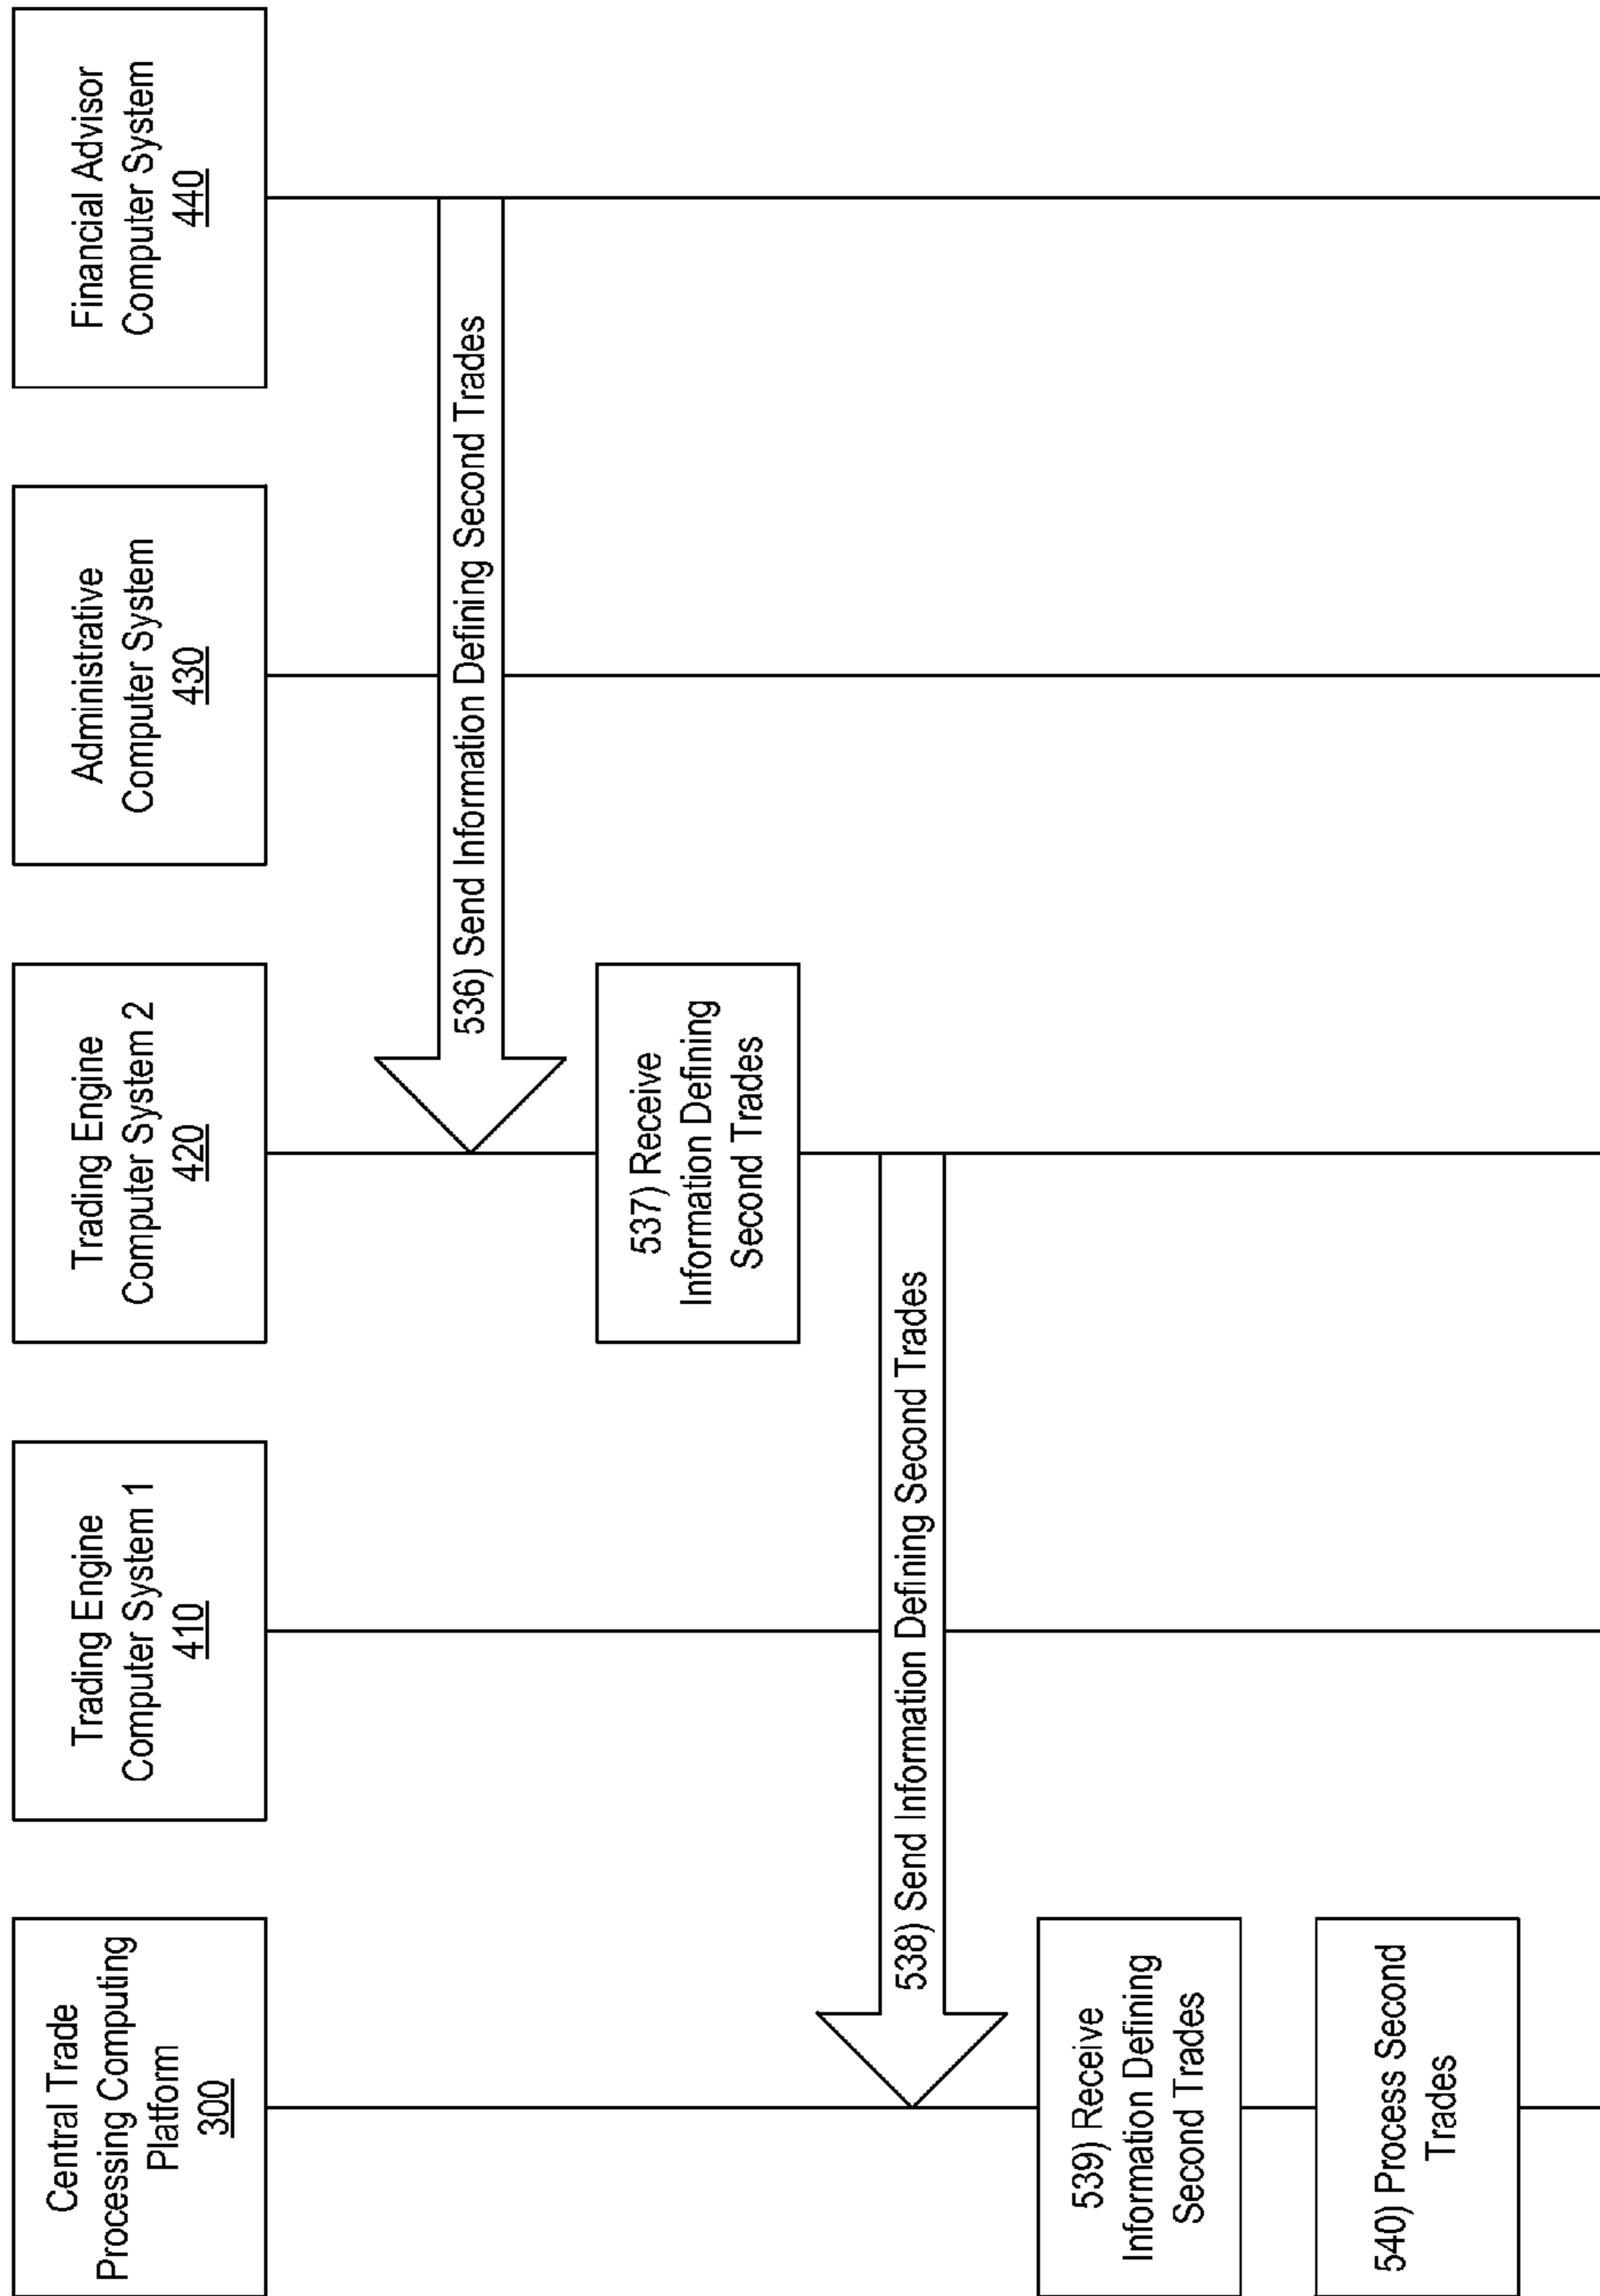 Central Trade
Processing Computing
Platform
300
Trading Engine
Computer System 1
410
Trading Engine
Computer System 2
420
Administrative
Computer System
430
Financial Advisor
Computer System
440
536) Send Information Defining Second Trades
537) Receive
Information Defining
Second Trades
538) Send Information Defining Second Trades
539) Receive
Information Defining
Second Trades
540) Process Second
Trades